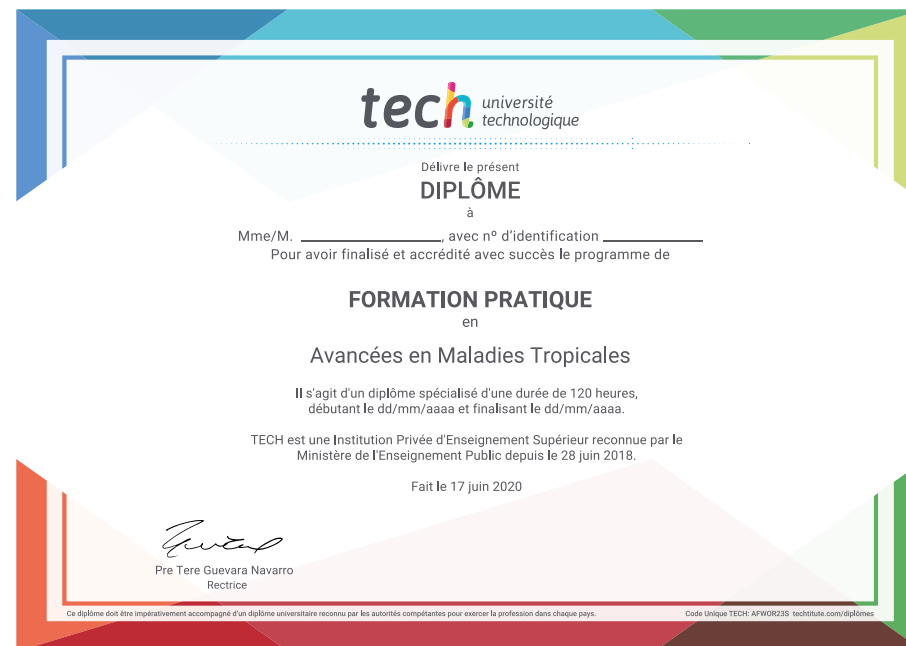 tech université
technologique
Délivre le présent
DIPLÔME
à
Mme/M. ____________________, avec nº d'identification ______________
Pour avoir finalisé et accrédité avec succès le programme de
FORMATION PRATIQUE
en
Avancées en Maladies Tropicales
Il s'agit d'un diplôme spécialisé d'une durée de 120 heures,
débutant le dd/mm/aaaa et finalisant le dd/mm/aaaa.
TECH est une Institution Privée d'Enseignement Supérieur reconnue par le
Ministère de l'Enseignement Public depuis le 28 juin 2018.
Fait le 17 juin 2020
Pre Tere Guevara Navarro
Rectrice
Ce diplôme doit être impérativement accompagné d'un diplôme universitaire reconnu par les autorités compétantes pour exercer la profession dans chaque pays.
Code Unique TECH: AFWOR23S techtitute.com/diplômes